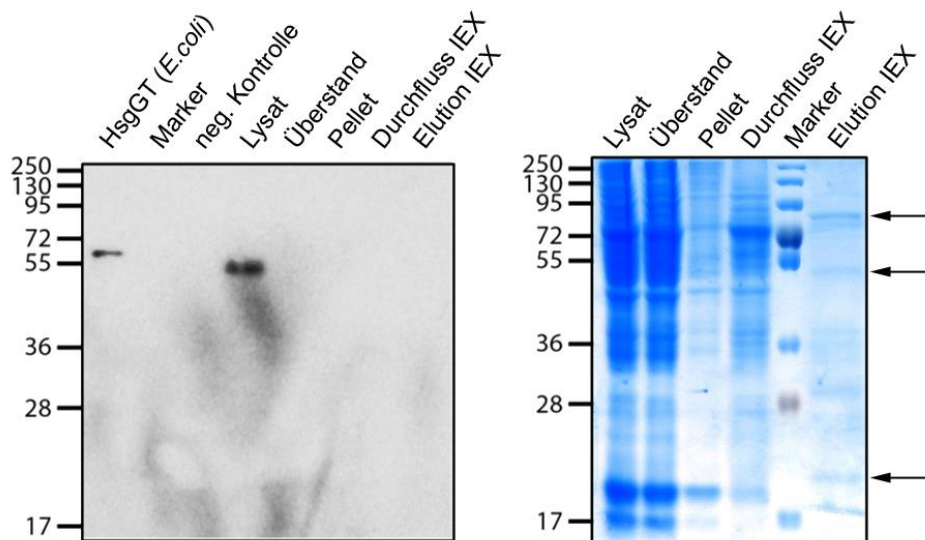 HsgGT (E.coli)
Marker
neg. Kontrolle
Lysat
Überstand
Pellet
Durchfluss IEX
Elution IEX
250
130
95
72
55
36
28
17
Lysat
Überstand
Pellet
Durchfluss IEX
Marker
Elution IEX
250
130
95
72
55
36
28
17